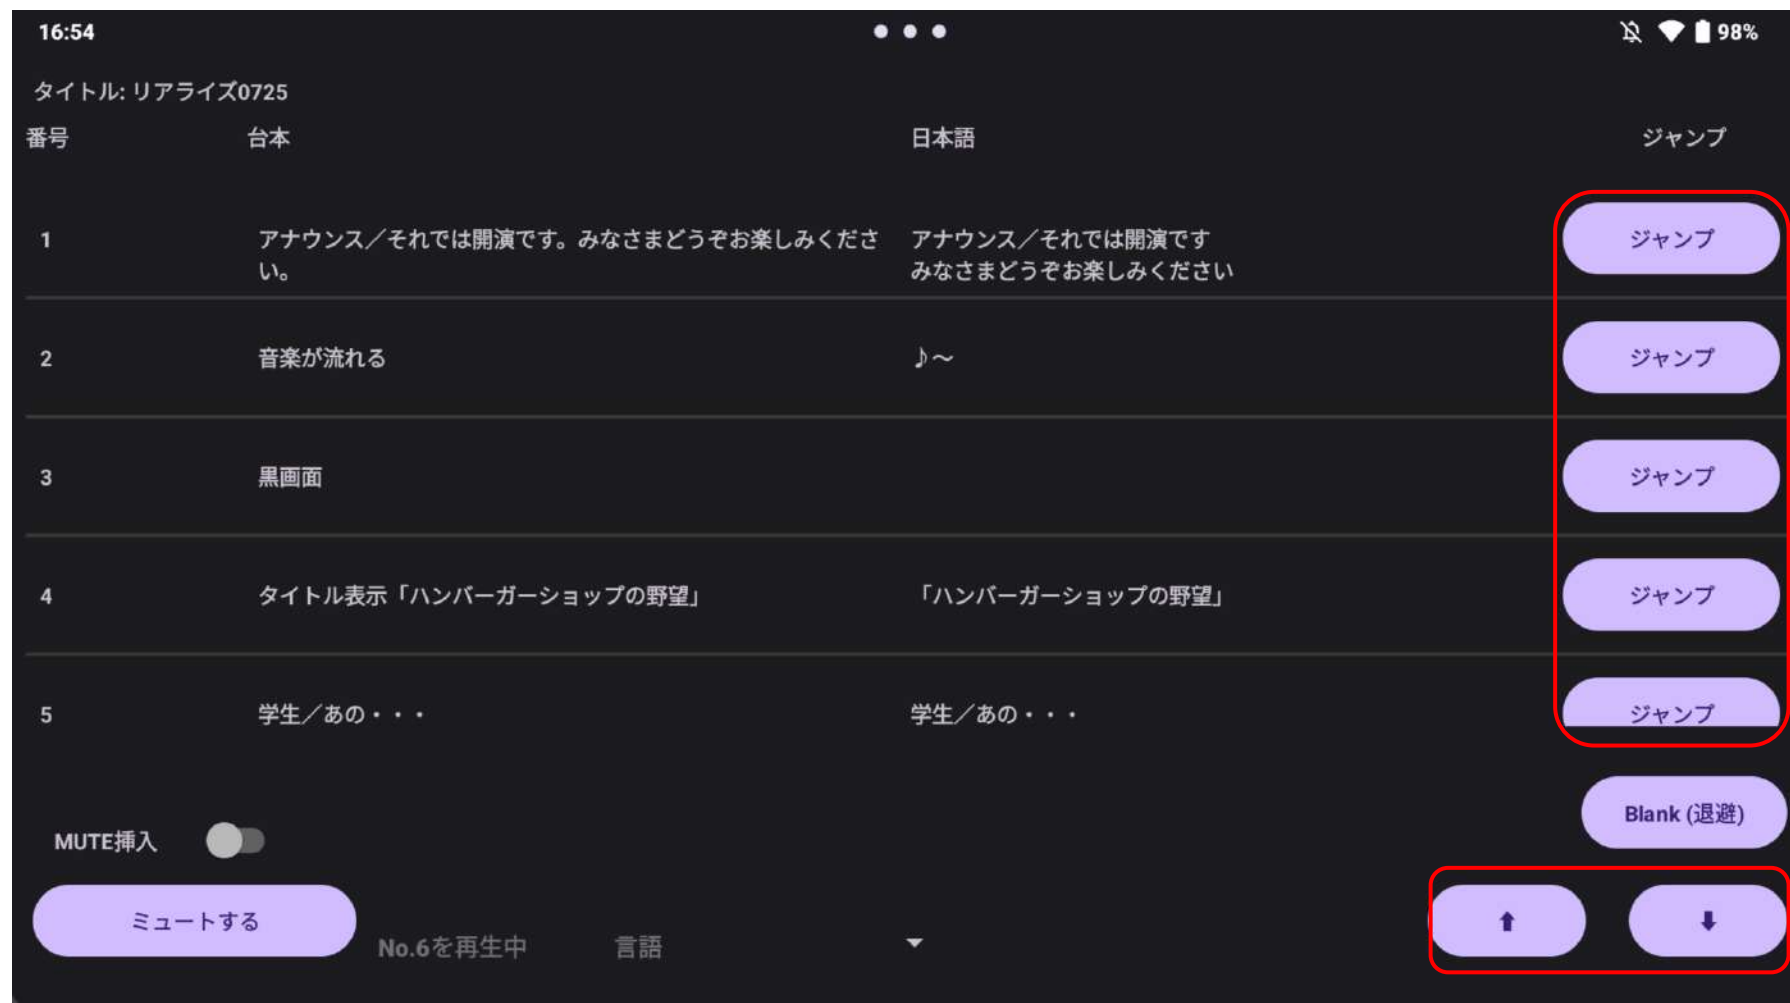 16:54
98%
タイトル: リアライズ0725
番号
台本
日本語
ジャンプ
1
アナウンス／それでは開演です。みなさまどうぞお楽しみくださ
い。
アナウンス／それでは開演です
みなさまどうぞお楽しみください
ジャンプ
2
音楽が流れる
♪〜
ジャンプ
3
黒画面
ジャンプ
4
タイトル表示「ハンバーガーショップの野望」
「ハンバーガーショップの野望」
ジャンプ
5
学生／あの・・・
学生／あの・・・
ジャンプ
Blank (退避)
MUTE挿入
ミュートする
No.6を再生中
言語
⬆
⬇